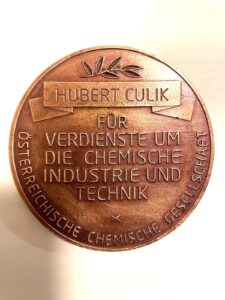 HUBERT CULIK
FÜR
VERDIENSTE UM
DIE CHEMISCHE
INDUSTRIE UND
TECHNIK
ÖSTERREICHISCHE CHEMISCHE GESELLSCHAFT